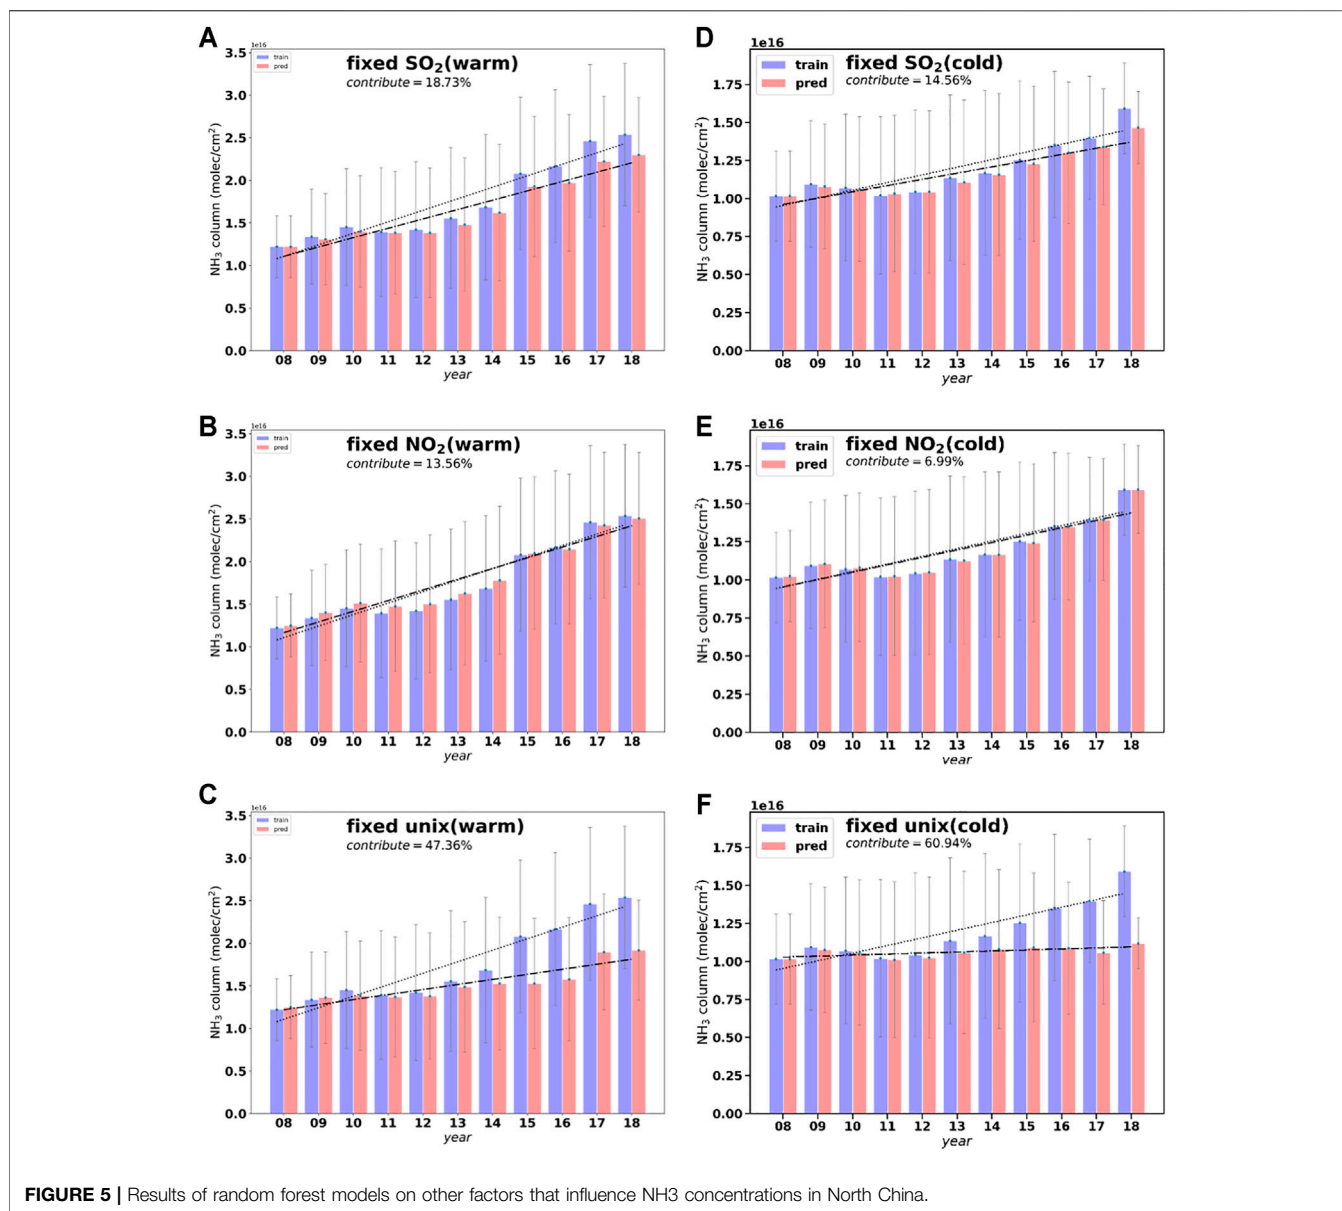 A
1e16
fixed SO₂(warm)
contribute = 18.73%
train
pred
NH₃ column (molec/cm²)
3.5
3.0
2.5
2.0
1.5
1.0
0.5
0.0
08 09 10 11 12 13 14 15 16 17 18
year
D
1e16
fixed SO₂(cold)
contribute = 14.56%
train
pred
NH₃ column (molec/cm²)
1.75
1.50
1.25
1.00
0.75
0.50
0.25
0.00
08 09 10 11 12 13 14 15 16 17 18
year
B
1e16
fixed NO₂(warm)
contribute = 13.56%
train
pred
NH₃ column (molec/cm²)
3.5
3.0
2.5
2.0
1.5
1.0
0.5
0.0
08 09 10 11 12 13 14 15 16 17 18
year
E
1e16
fixed NO₂(cold)
contribute = 6.99%
train
pred
NH₃ column (molec/cm²)
1.75
1.50
1.25
1.00
0.75
0.50
0.25
0.00
08 09 10 11 12 13 14 15 16 17 18
year
C
1e16
fixed unix(warm)
contribute = 47.36%
train
pred
NH₃ column (molec/cm²)
3.5
3.0
2.5
2.0
1.5
1.0
0.5
0.0
08 09 10 11 12 13 14 15 16 17 18
year
F
1e16
fixed unix(cold)
contribute = 60.94%
train
pred
NH₃ column (molec/cm²)
1.75
1.50
1.25
1.00
0.75
0.50
0.25
0.00
08 09 10 11 12 13 14 15 16 17 18
year
FIGURE 5 | Results of random forest models on other factors that influence NH3 concentrations in North China.